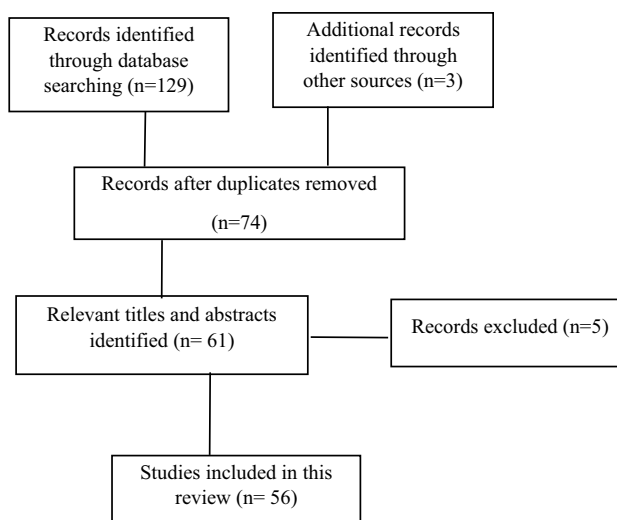 Records identified
through database
searching (n=129)
Additional records
identified through
other sources (n=3)
Records after duplicates removed
(n=74)
Relevant titles and abstracts
identified (n= 61)
Records excluded (n=5)
Studies included in this
review (n= 56)